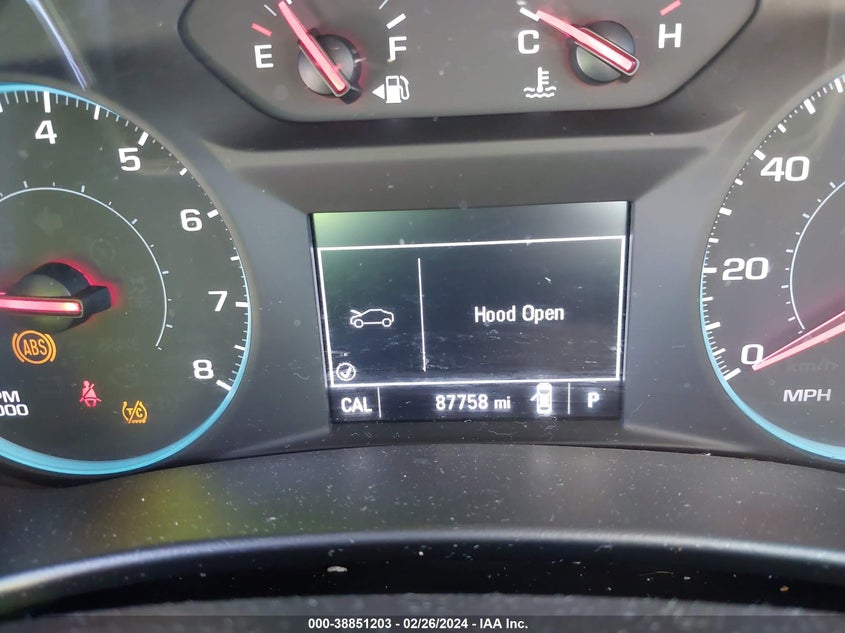 E F C H
4 5 6 7 8
40 20 0
ABS
T/C
PM
000
Hood Open
CAL 87758 mi P
km/h
MPH
000-38851203 - 02/26/2024 - IAA Inc.